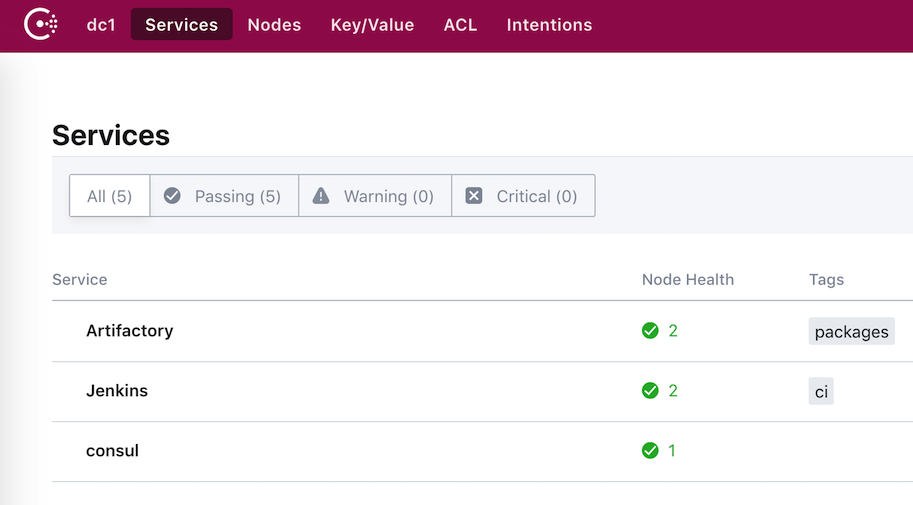 dc1 Services Nodes Key/Value ACL Intentions
Services
All (5) Passing (5) Warning (0) Critical (0)
Service Node Health Tags
Artifactory 2 packages
Jenkins 2 ci
consul 1